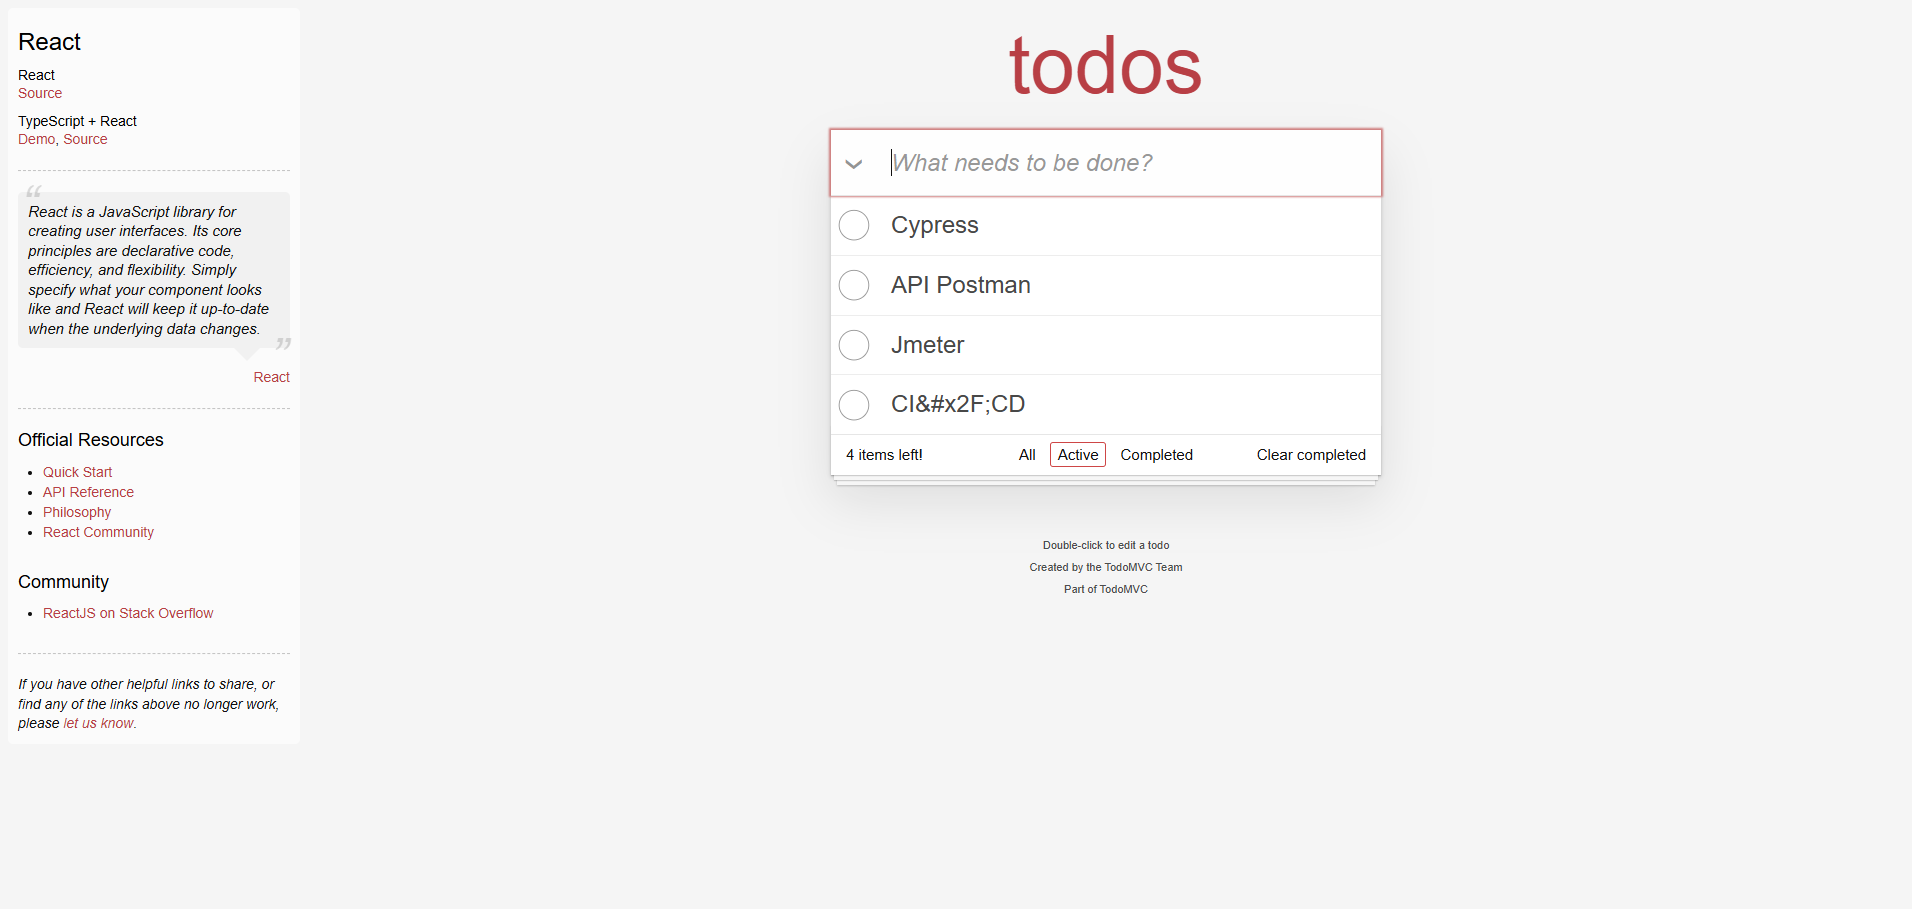 React
React
Source
TypeScript + React
Demo, Source
“
React is a JavaScript library for
creating user interfaces. Its core
principles are declarative code,
efficiency, and flexibility. Simply
specify what your component looks
like and React will keep it up-to-date
when the underlying data changes.
”
React
Official Resources
Quick Start
API Reference
Philosophy
React Community
Community
ReactJS on Stack Overflow
If you have other helpful links to share, or
find any of the links above no longer work,
please let us know.
todos
What needs to be done?
Cypress
API Postman
Jmeter
CI&#x2F;CD
4 items left!
All Active Completed
Clear completed
Double-click to edit a todo
Created by the TodoMVC Team
Part of TodoMVC